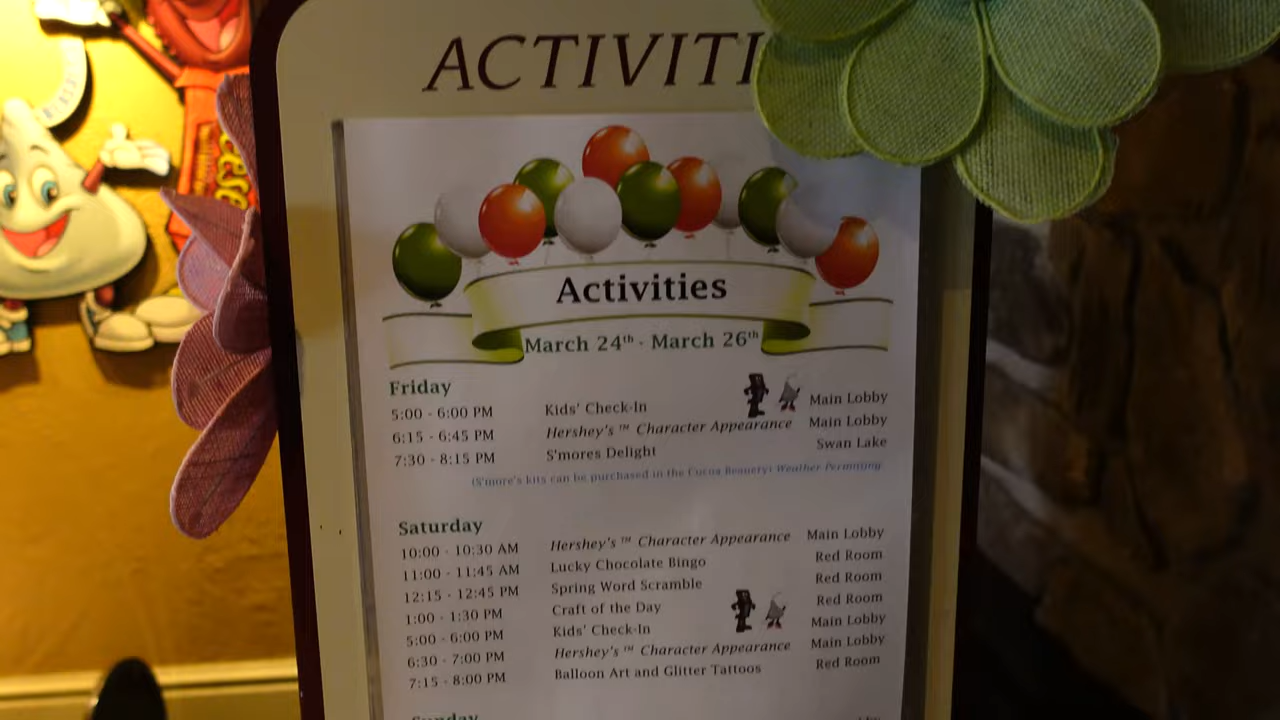 ACTIVITI
Activities
March 24th - March 26th
Friday
5:00 - 6:00 PM Kids' Check-In Main Lobby
6:15 - 6:45 PM Hershey's ™ Character Appearance Main Lobby
7:30 - 8:15 PM S'mores Delight Swan Lake
(S'more's kits can be purchased in the Cocoa Beanery; Weather Permitting
Saturday
10:00 - 10:30 AM Hershey's ™ Character Appearance Main Lobby
11:00 - 11:45 AM Lucky Chocolate Bingo Red Room
12:15 - 12:45 PM Spring Word Scramble Red Room
1:00 - 1:30 PM Craft of the Day Red Room
5:00 - 6:00 PM Kids' Check-In Main Lobby
6:30 - 7:00 PM Hershey's ™ Character Appearance Main Lobby
7:15 - 8:00 PM Balloon Art and Glitter Tattoos Red Room
Sunday